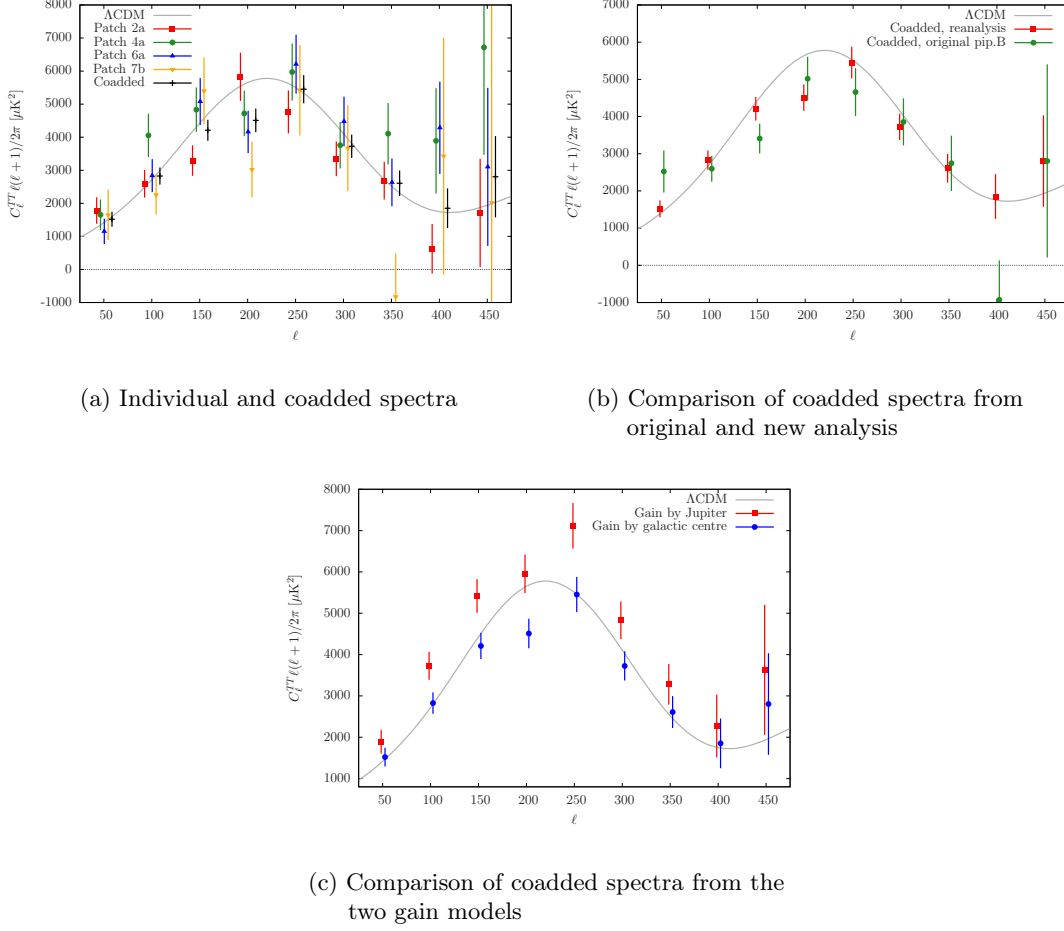 8000
7000
6000
5000
4000
3000
2000
1000
0
-1000
C_ℓ^{TT} ℓ(ℓ + 1)/2π [μK²]
50 100 150 200 250 300 350 400 450
ℓ
ΛCDM
Patch 2a
Patch 4a
Patch 6a
Patch 7b
Coadded
(a) Individual and coadded spectra
7000
6000
5000
4000
3000
2000
1000
0
-1000
C_ℓ^{TT} ℓ(ℓ + 1)/2π [μK²]
50 100 150 200 250 300 350 400 450
ℓ
ΛCDM
Coadded, reanalysis
Coadded, original pip.B
(b) Comparison of coadded spectra from
original and new analysis
8000
7000
6000
5000
4000
3000
2000
1000
C_ℓ^{TT} ℓ(ℓ + 1)/2π [μK²]
50 100 150 200 250 300 350 400 450
ℓ
ΛCDM
Gain by Jupiter
Gain by galactic centre
(c) Comparison of coadded spectra from the
two gain models